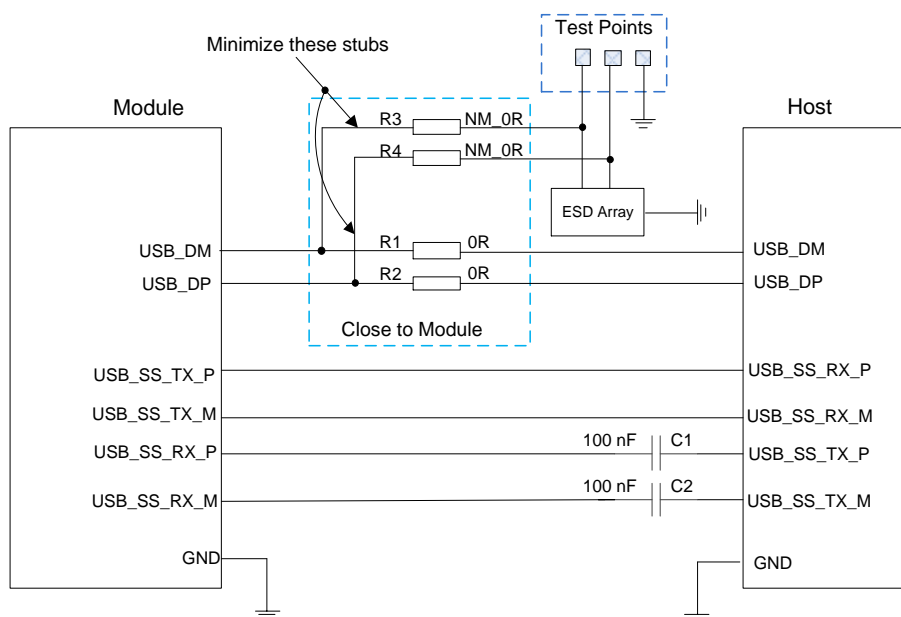 Test Points
Minimize these stubs
Module
Host
R3 NM_0R
R4 NM_0R
ESD Array
USB_DM R1 0R USB_DM
USB_DP R2 0R USB_DP
Close to Module
USB_SS_TX_P USB_SS_RX_P
USB_SS_TX_M USB_SS_RX_M
USB_SS_RX_P 100 nF C1 USB_SS_TX_P
USB_SS_RX_M 100 nF C2 USB_SS_TX_M
GND GND